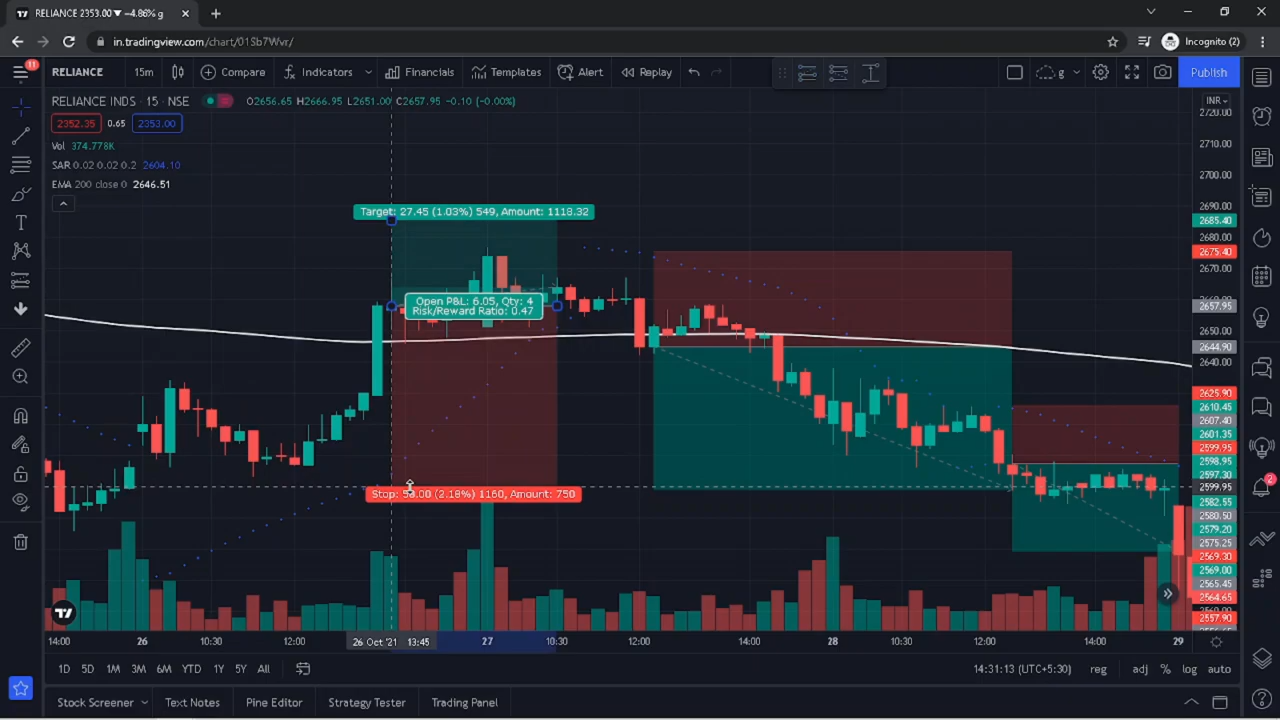 RELIANCE 2353.00▼ −4.86% g
in.tradingview.com/chart/01Sb7Wvr/
Incognito (2)
11
RELIANCE 15m Compare Indicators Financials Templates Alert Replay g Publish
RELIANCE INDS · 15 · NSE O2656.65 H2666.95 L2651.00 C2657.95 −0.10 (−0.00%)
INR
2352.35 0.65 2353.00
Vol 374.778K
SAR 0.02 0.02 0.2 2604.10
EMA 200 close 0 2646.51
Target: 27.45 (1.03%) 549, Amount: 1118.32
Open P&L: 6.05, Qty: 4
Risk/Reward Ratio: 0.47
(2.18%) 1160, Amount: 750
2720.00
2710.00
2700.00
2690.00
2685.40
2680.00
2675.40
2670.00
2657.95
2650.00
2644.90
2640.00
2625.90
2610.45
2607.40
2601.35
2599.95
2598.95
2597.30
2599.95
2582.55
2580.50
2579.20
2575.25
2569.30
2569.00
2565.45
2564.65
2557.90
2
14:00 26 10:30 12:00 26 Oct '21 13:45 27 10:30 12:00 14:00 28 10:30 12:00 14:00 29
1D 5D 1M 3M 6M YTD 1Y 5Y All 14:31:13 (UTC+5:30) reg adj % log auto
Stock Screener Text Notes Pine Editor Strategy Tester Trading Panel